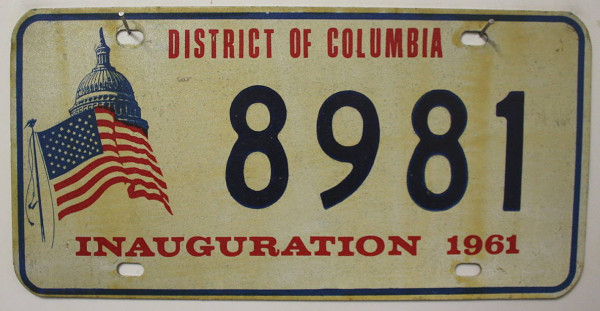 DISTRICT OF COLUMBIA
8981
INAUGURATION 1961